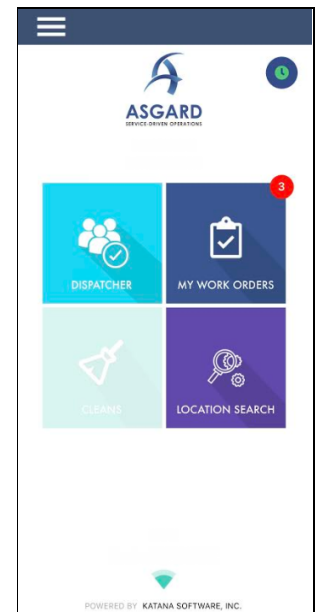 ASGARD
SERVICE-DRIVEN OPERATIONS
3
DISPATCHER
MY WORK ORDERS
CLEANS
LOCATION SEARCH
POWERED BY KATANA SOFTWARE, INC.